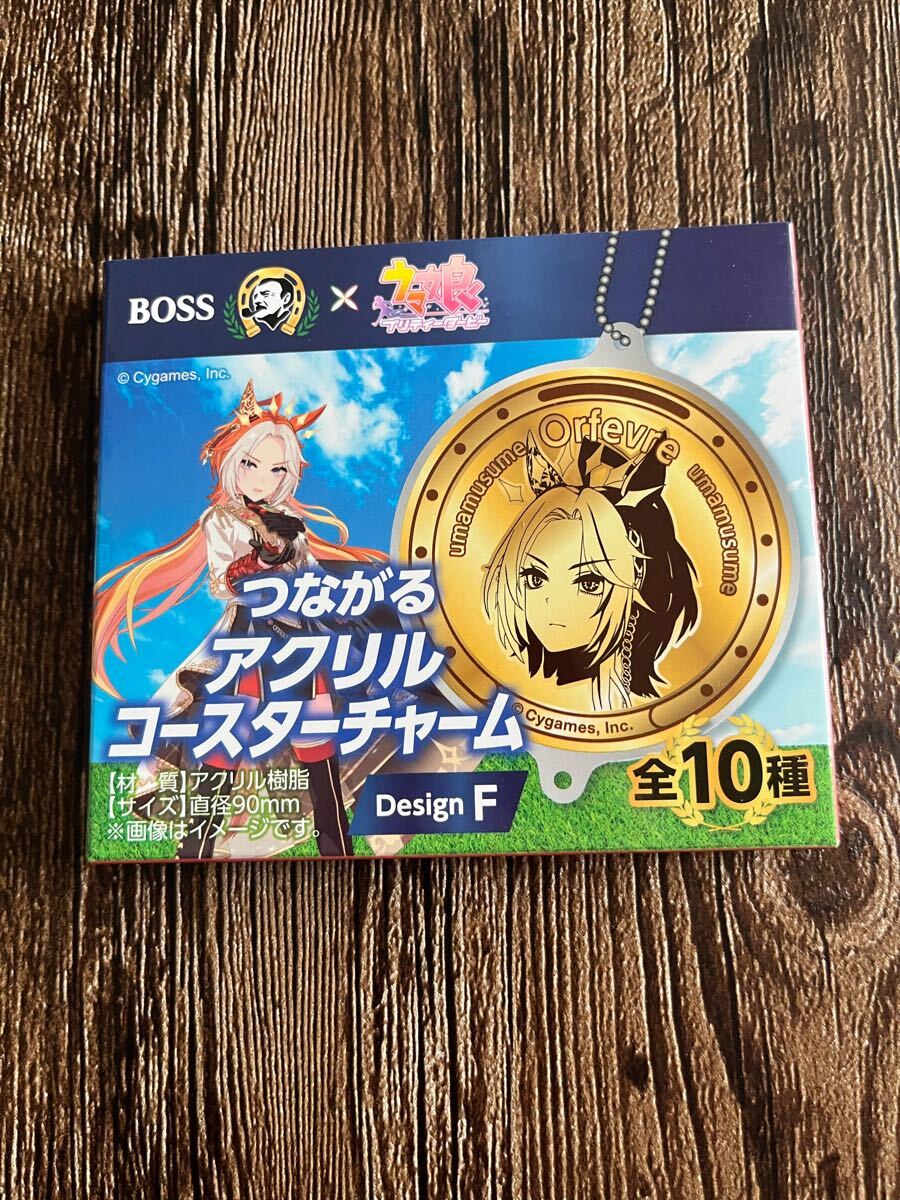 BOSS × ウマ娘
プリティーダービー
© Cygames, Inc.
Orfevre
umamusume
umamusume
つながる
アクリル
コースターチャーム
© Cygames, Inc.
【材 質】アクリル樹脂
【サイズ】直径90mm
※画像はイメージです。
Design F
全10種